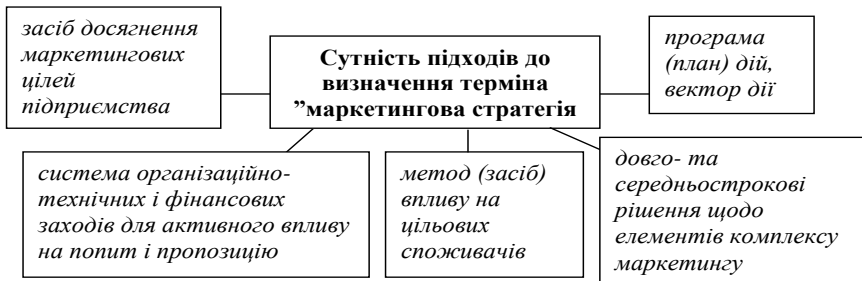 засіб досягнення
маркетингових
цілей
підприємства
Сутність підходів до
визначення терміна
”маркетингова стратегія
програма
(план) дій,
вектор дії
система організаційно-
технічних і фінансових
заходів для активного впливу
на попит і пропозицію
метод (засіб)
впливу на
цільових
споживачів
довго- та
середньострокові
рішення щодо
елементів комплексу
маркетингу